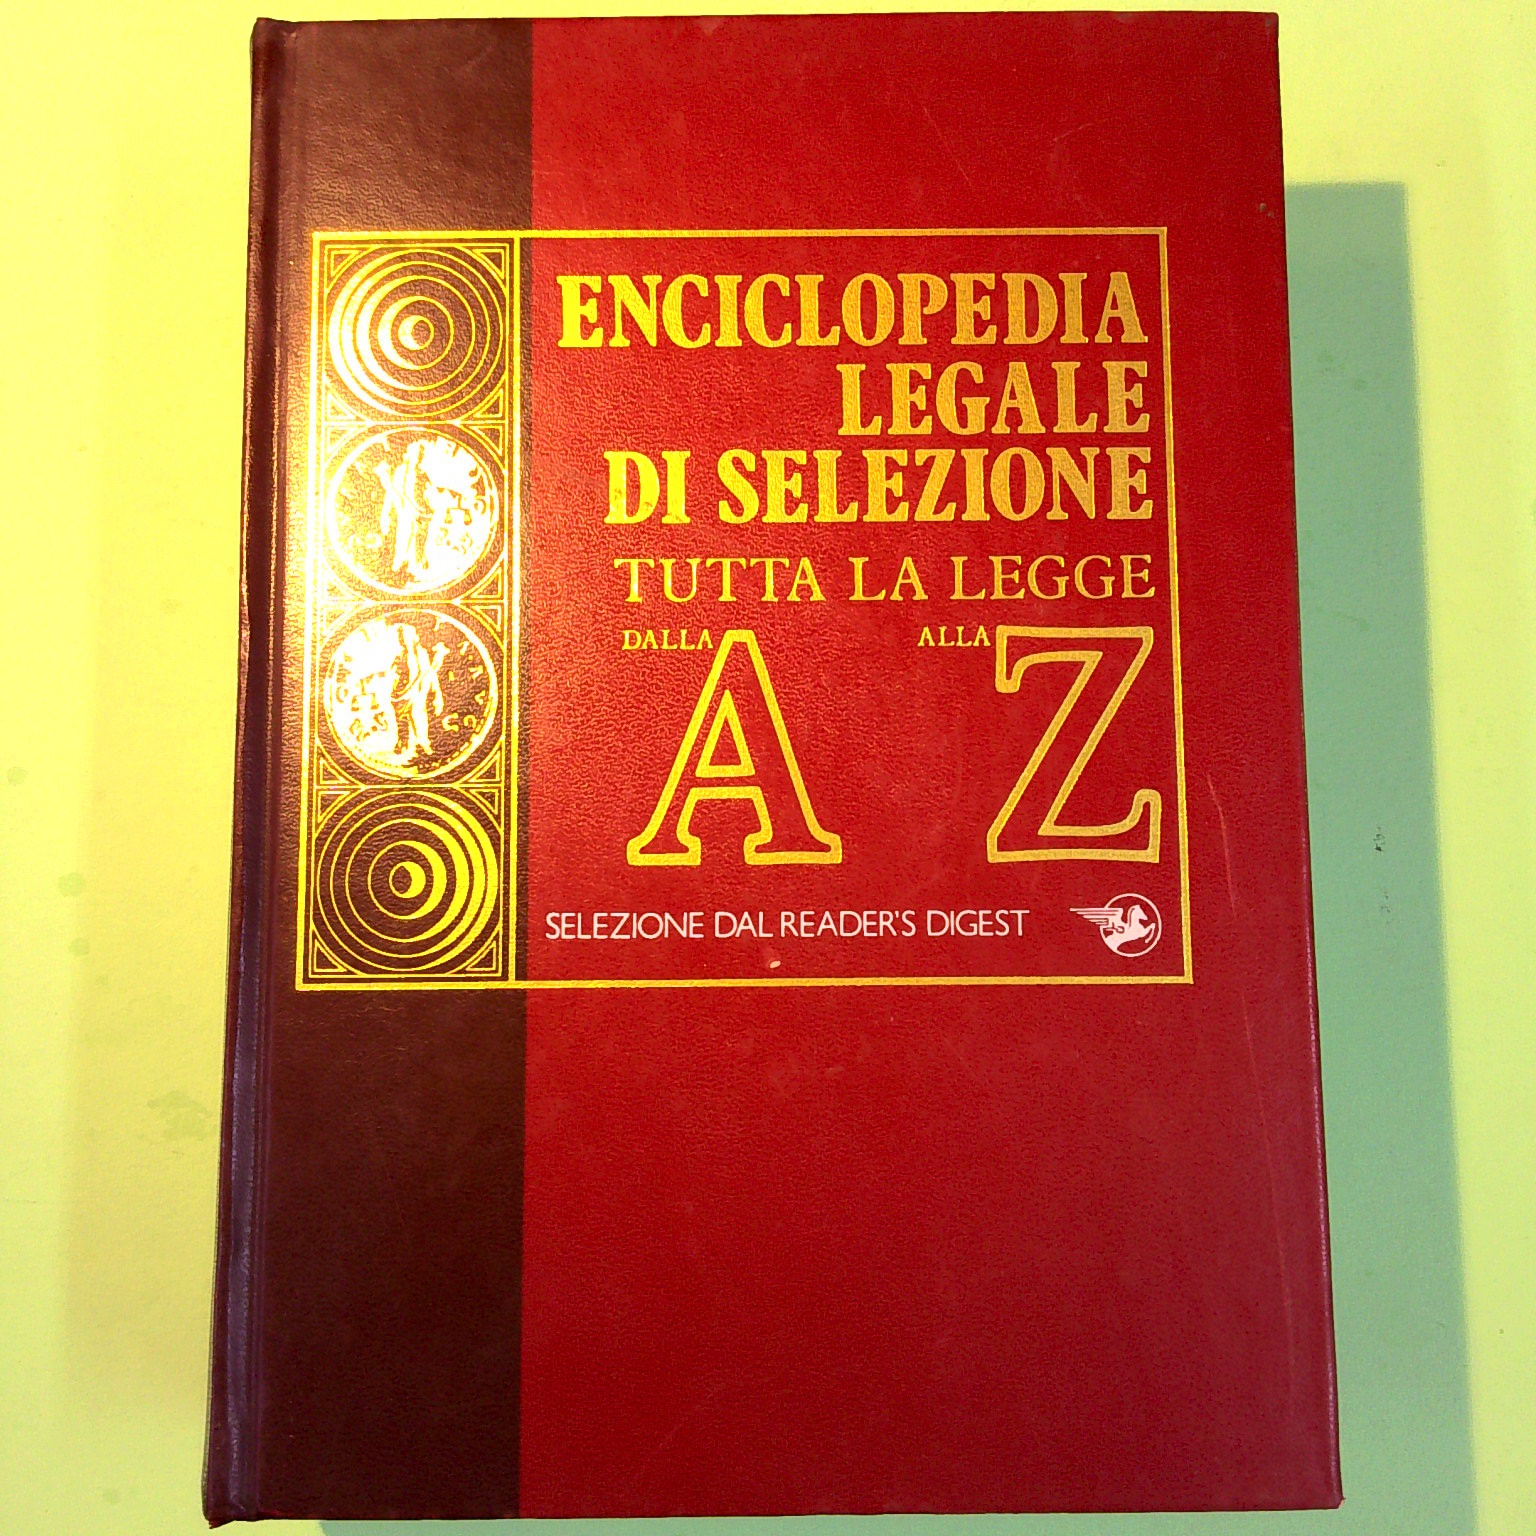 ENCICLOPEDIA
LEGALE
DI SELEZIONE
TUTTA LA LEGGE
DALLA A ALLA Z
SELEZIONE DAL READER'S DIGEST